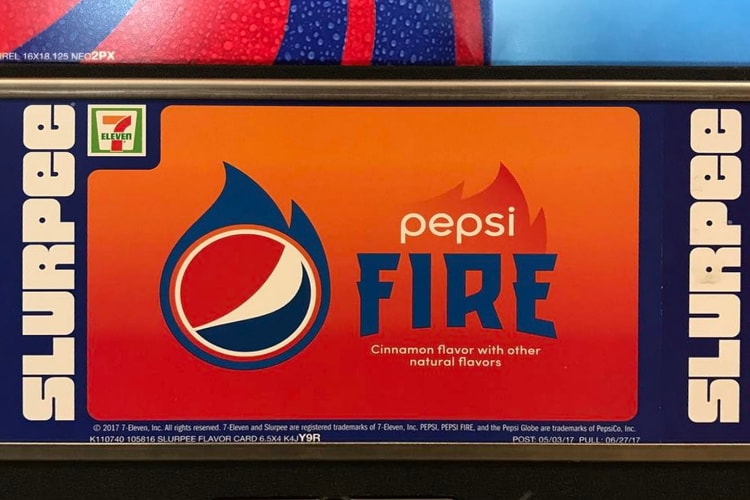 IREL 16X18.125 NEO2PX
SLURPEE
7
ELEVEN
pepsi
FIRE
Cinnamon flavor with other
natural flavors
SLURPEE
© 2017 7-Eleven, Inc. All rights reserved. 7-Eleven and Slurpee are registered trademarks of 7-Eleven, Inc. PEPSI, PEPSI FIRE, and the Pepsi Globe are trademarks of PepsiCo, Inc.
K110740 105816 SLURPEE FLAVOR CARD 6.5X4 K4JY9R POST: 05/03/17 PULL: 06/27/17